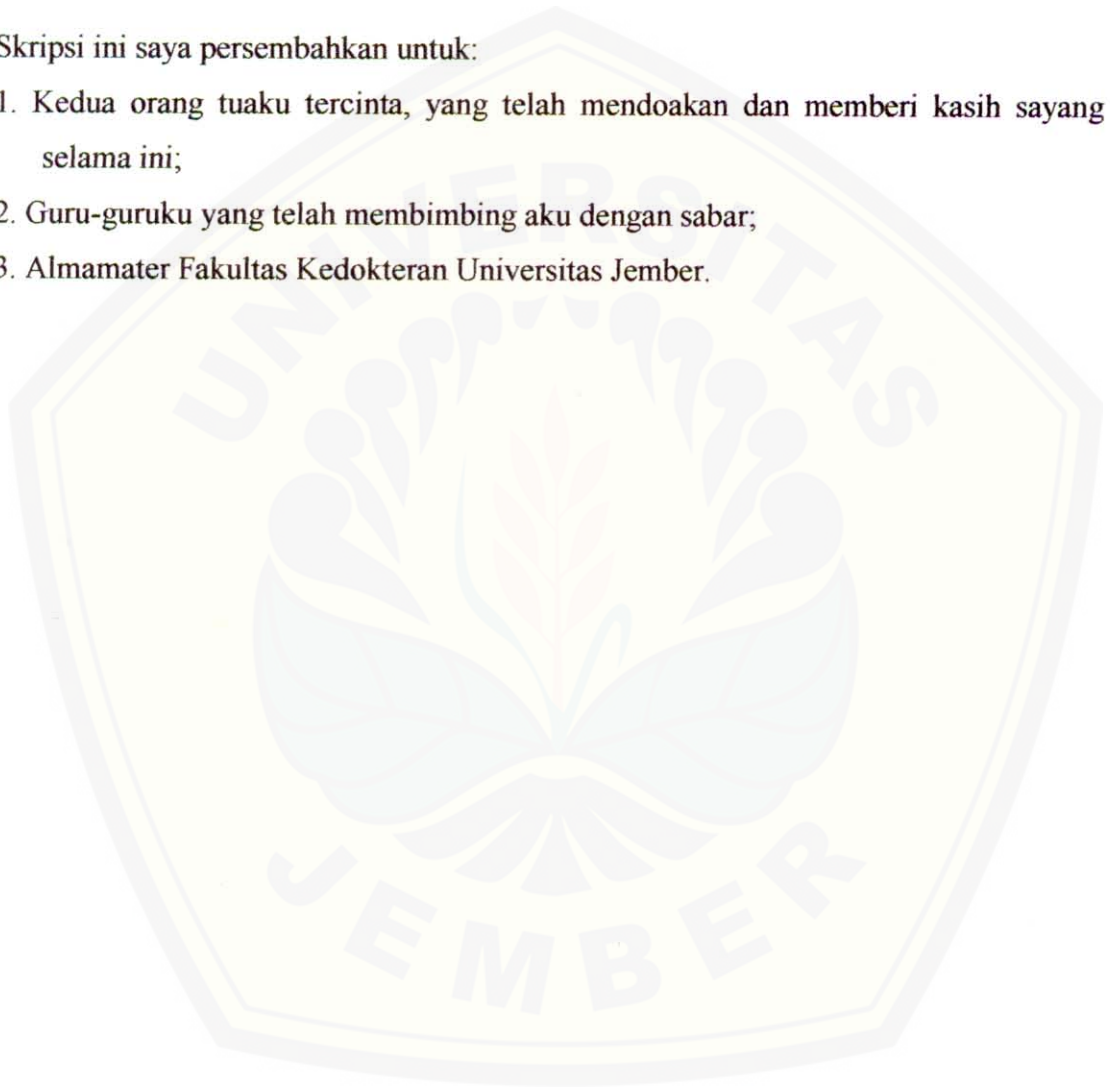 Skripsi ini saya persembahkan untuk:
1. Kedua orang tuaku tercinta, yang telah mendoakan dan memberi kasih sayang
selama ini;
2. Guru-guruku yang telah membimbing aku dengan sabar;
3. Almamater Fakultas Kedokteran Universitas Jember.
UNIVERSITAS
JEMBER